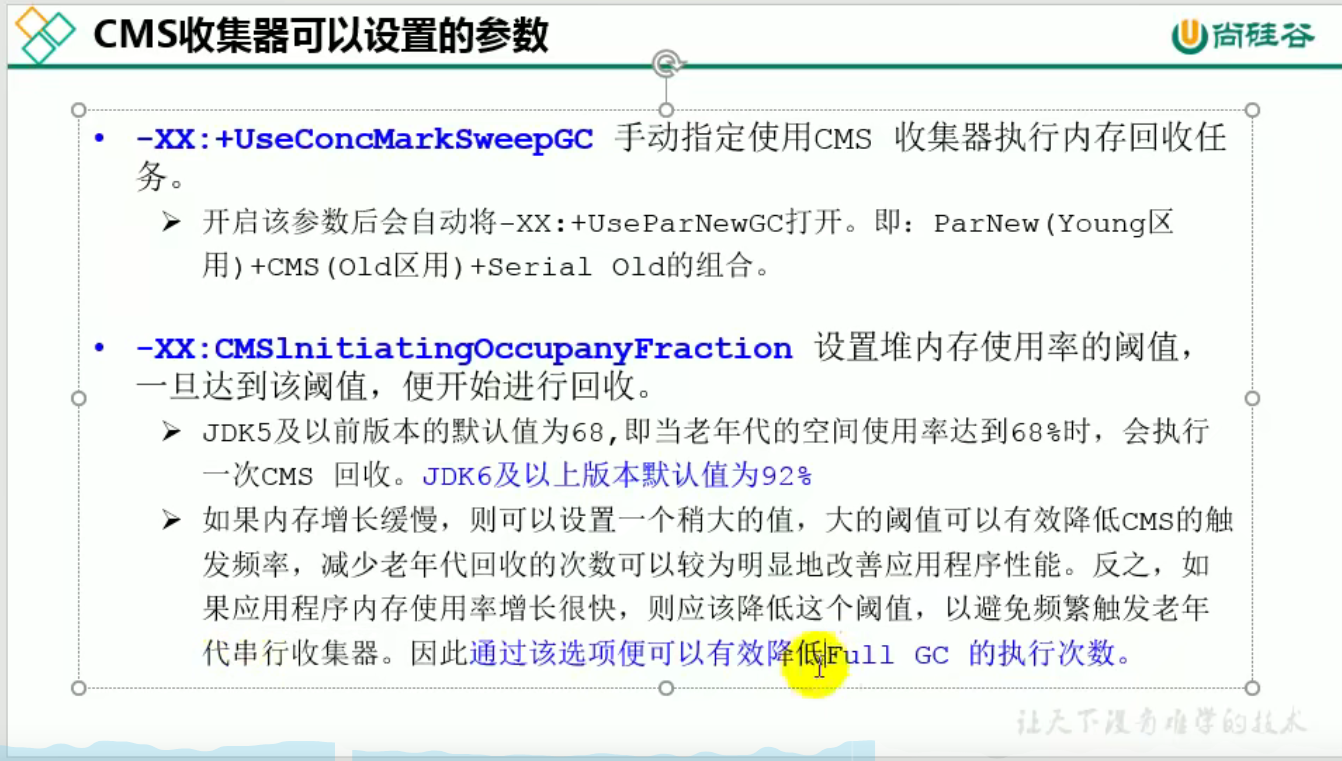 CMS收集器可以设置的参数
尚硅谷
• -XX:+UseConcMarkSweepGC 手动指定使用CMS 收集器执行内存回收任
务。
➢ 开启该参数后会自动将-XX:+UseParNewGC打开。即：ParNew(Young区
用)+CMS(Old区用)+Serial Old的组合。
• -XX:CMSlnitiatingOccupanyFraction 设置堆内存使用率的阈值，
一旦达到该阈值，便开始进行回收。
➢ JDK5及以前版本的默认值为68,即当老年代的空间使用率达到68%时，会执行
一次CMS 回收。JDK6及以上版本默认值为92%
➢ 如果内存增长缓慢，则可以设置一个稍大的值，大的阈值可以有效降低CMS的触
发频率，减少老年代回收的次数可以较为明显地改善应用程序性能。反之，如
果应用程序内存使用率增长很快，则应该降低这个阈值，以避免频繁触发老年
代串行收集器。因此通过该选项便可以有效降低Full GC 的执行次数。
让天下没有难学的技术